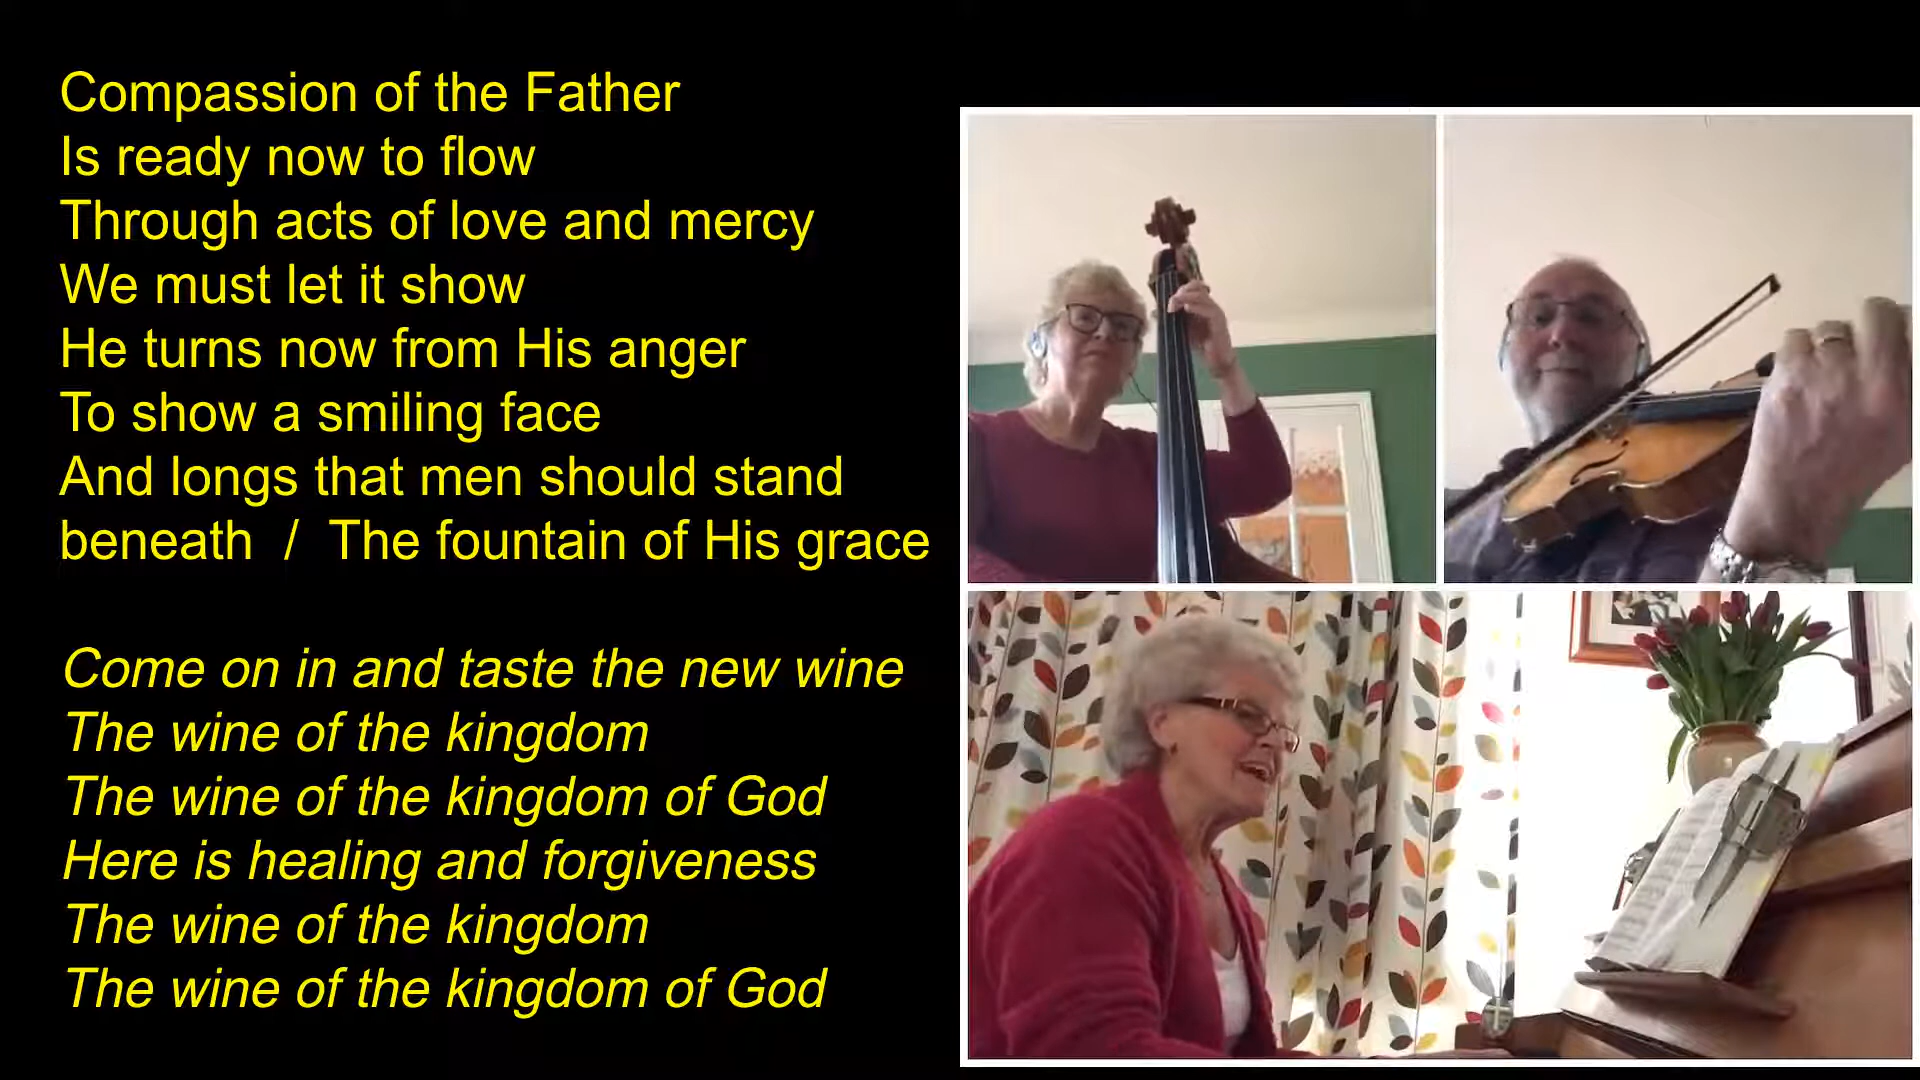 Compassion of the Father
Is ready now to flow
Through acts of love and mercy
We must let it show
He turns now from His anger
To show a smiling face
And longs that men should stand
beneath  /  The fountain of His grace
Come on in and taste the new wine
The wine of the kingdom
The wine of the kingdom of God
Here is healing and forgiveness
The wine of the kingdom
The wine of the kingdom of God